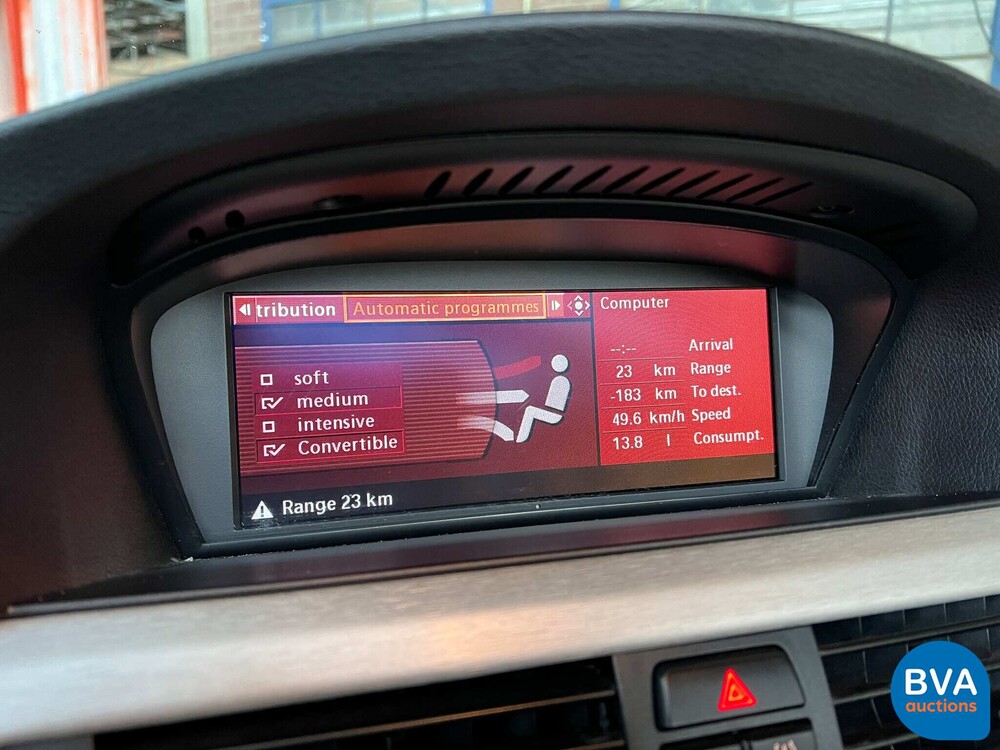 tribution Automatic programmes
soft
medium
intensive
Convertible
Computer
--:-- Arrival
23 km Range
-183 km To dest.
49.6 km/h Speed
13.8 l Consumpt.
Range 23 km
BVA
auctions